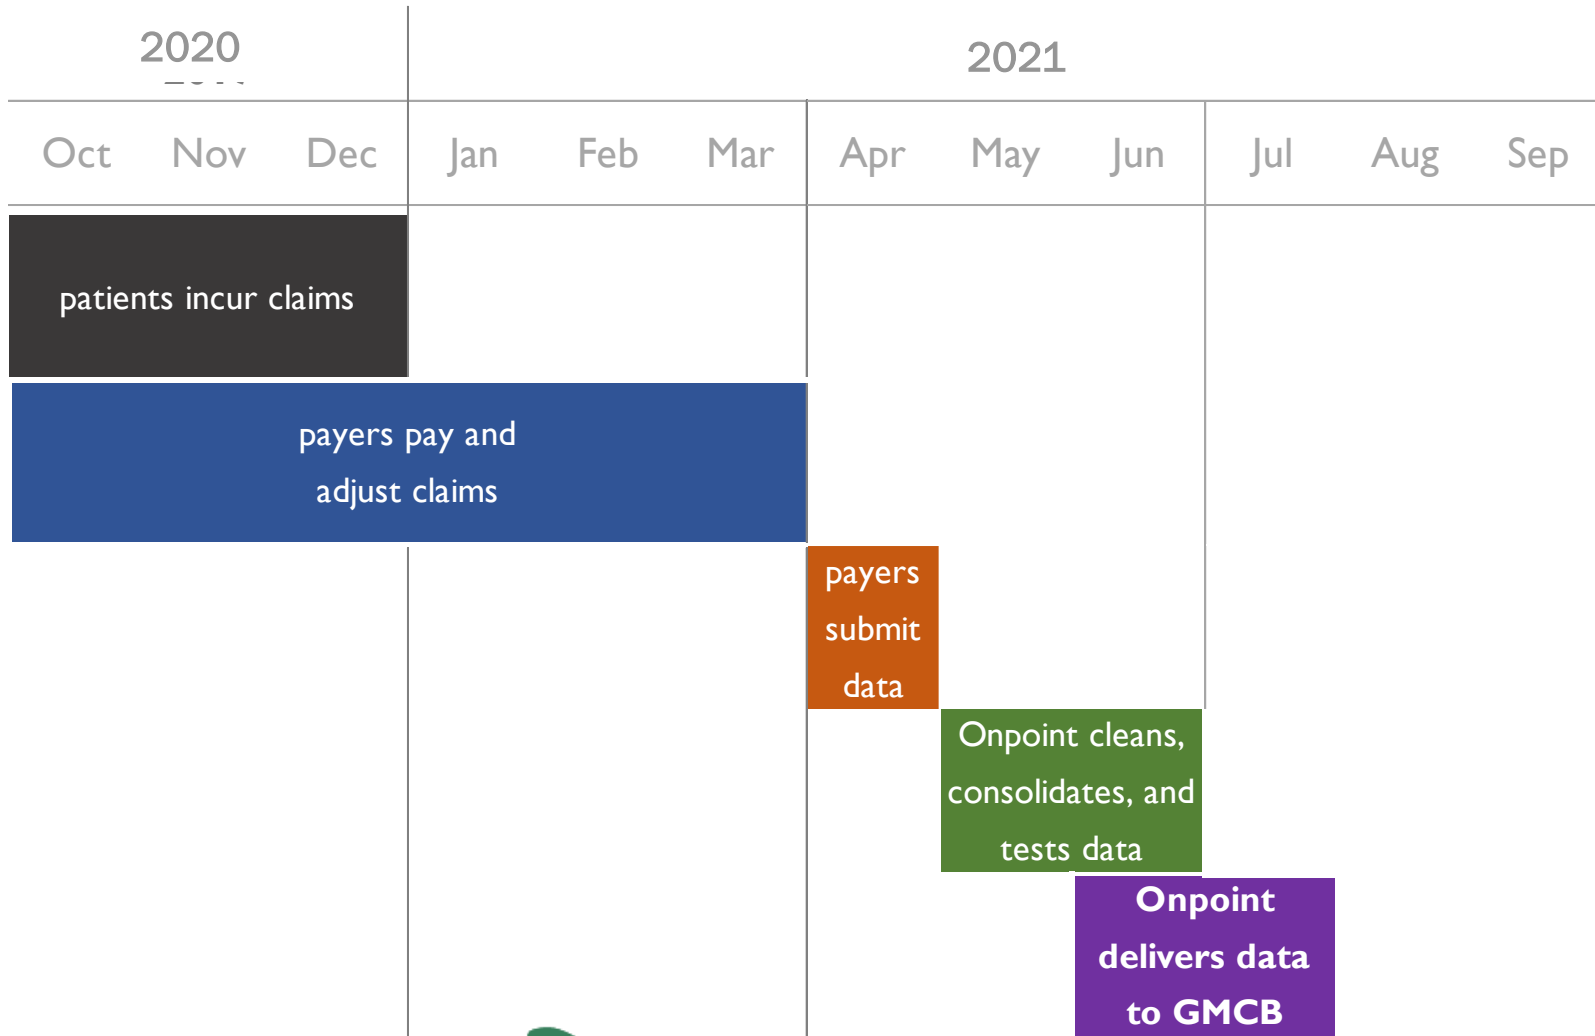 2020
2021
Oct Nov Dec Jan Feb Mar Apr May Jun Jul Aug Sep
patients incur claims
payers pay and
adjust claims
payers
submit
data
Onpoint cleans,
consolidates, and
tests data
Onpoint
delivers data
to GMCB